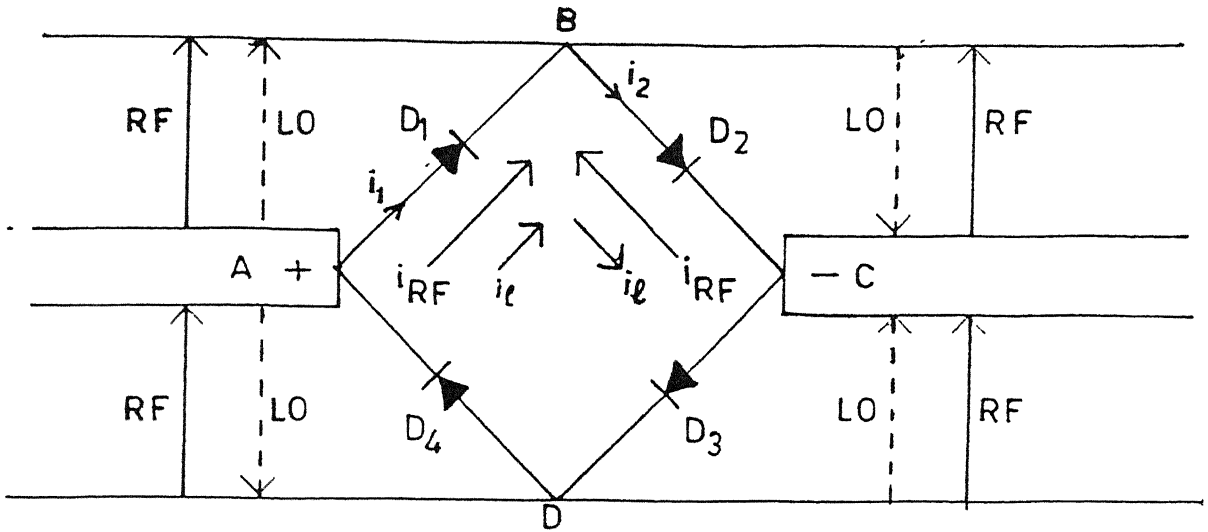 B
i2
RF LO D1 D2 LO RF
i1
A + iRF iℓ iℓ iRF - C
RF LO D4 D3 LO RF
D